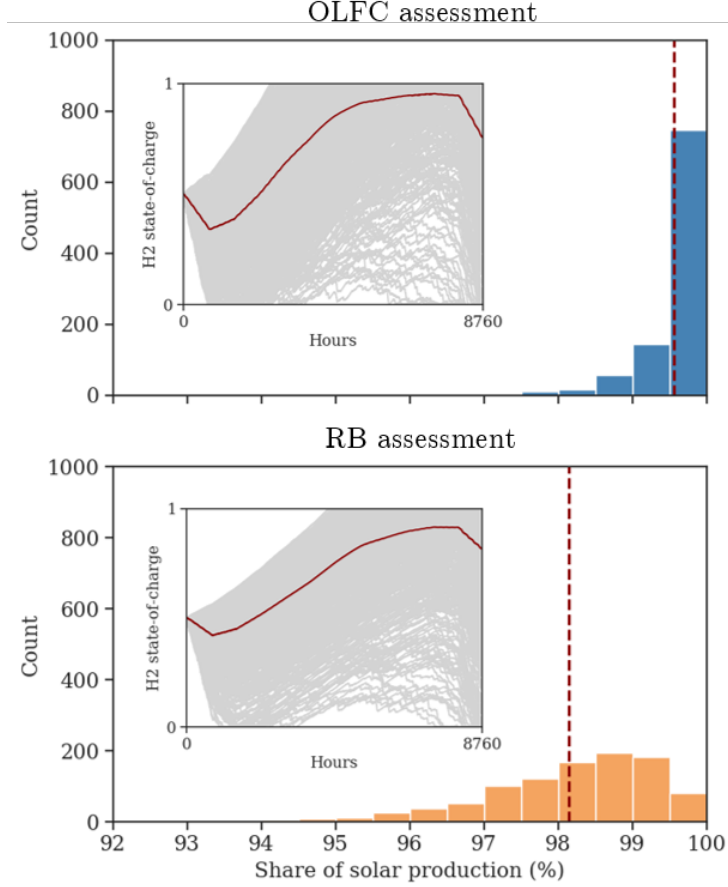 OLFC assessment
1000
800
600
400
200
0
Count
1
0
H2 state-of-charge
0 8760
Hours
RB assessment
1000
800
600
400
200
0
Count
1
0
H2 state-of-charge
0 8760
Hours
92 93 94 95 96 97 98 99 100
Share of solar production (%)